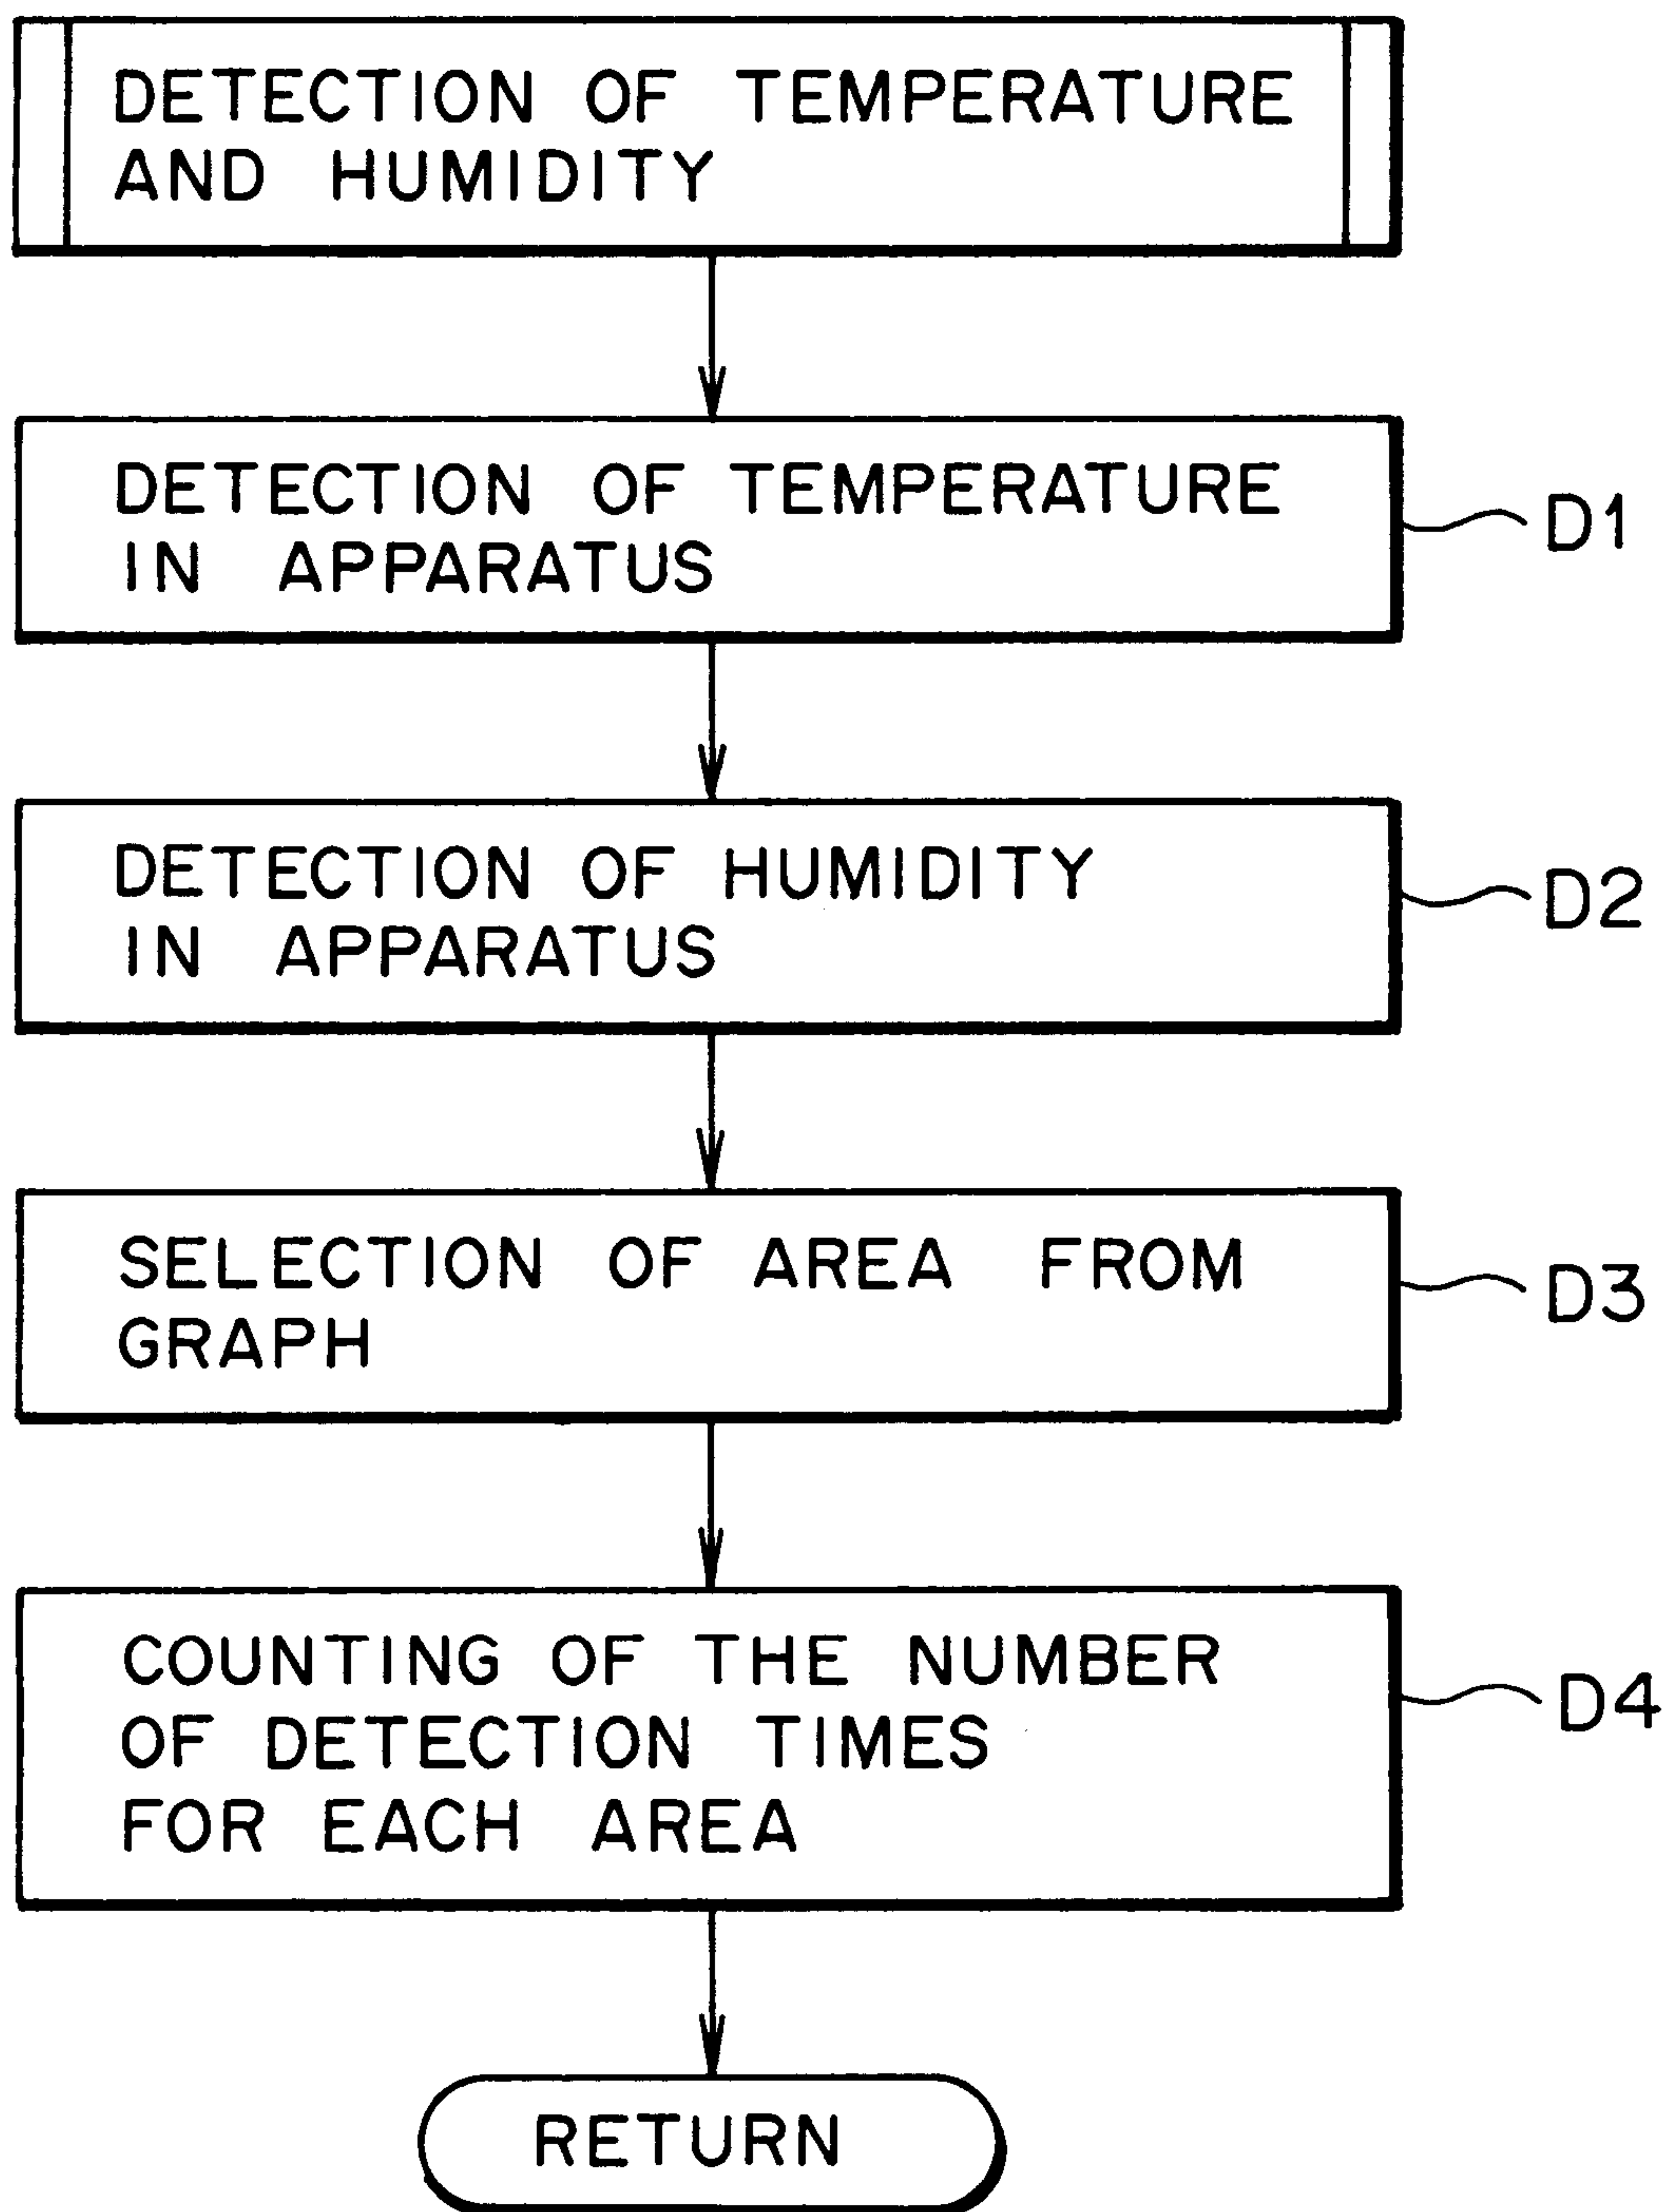 DETECTION OF TEMPERATURE
AND HUMIDITY
DETECTION OF TEMPERATURE
IN APPARATUS
D1
DETECTION OF HUMIDITY
IN APPARATUS
D2
SELECTION OF AREA FROM
GRAPH
D3
COUNTING OF THE NUMBER
OF DETECTION TIMES
FOR EACH AREA
D4
RETURN